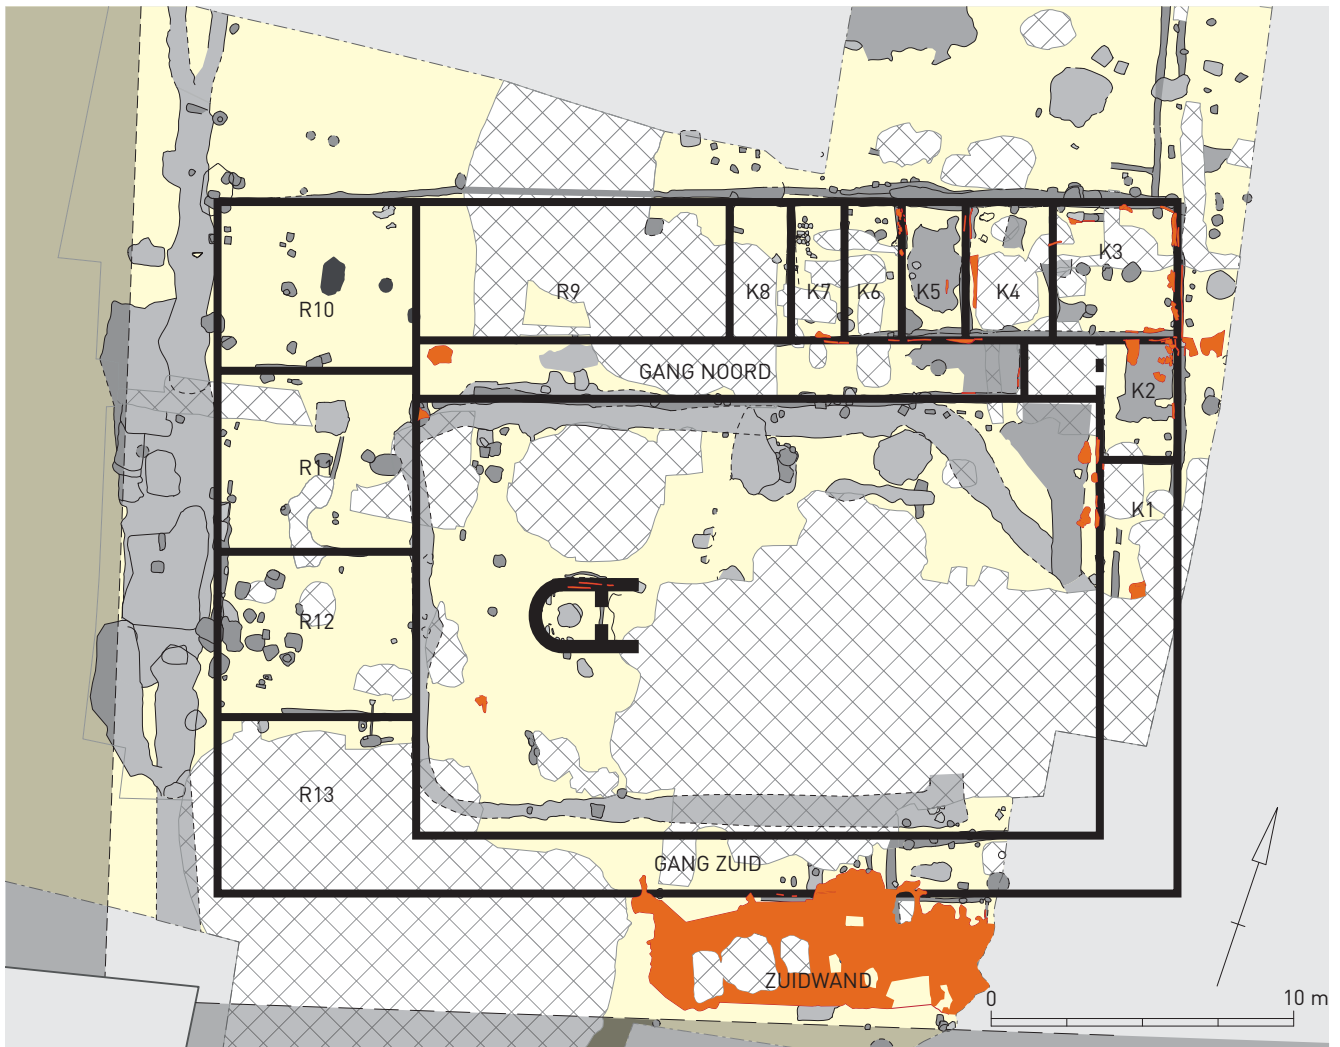 R10
R9
K8
K7
K6
K5
K4
K3
GANG NOORD
K2
R11
K1
R12
R13
GANG ZUID
ZUIDWAND
0
10 m